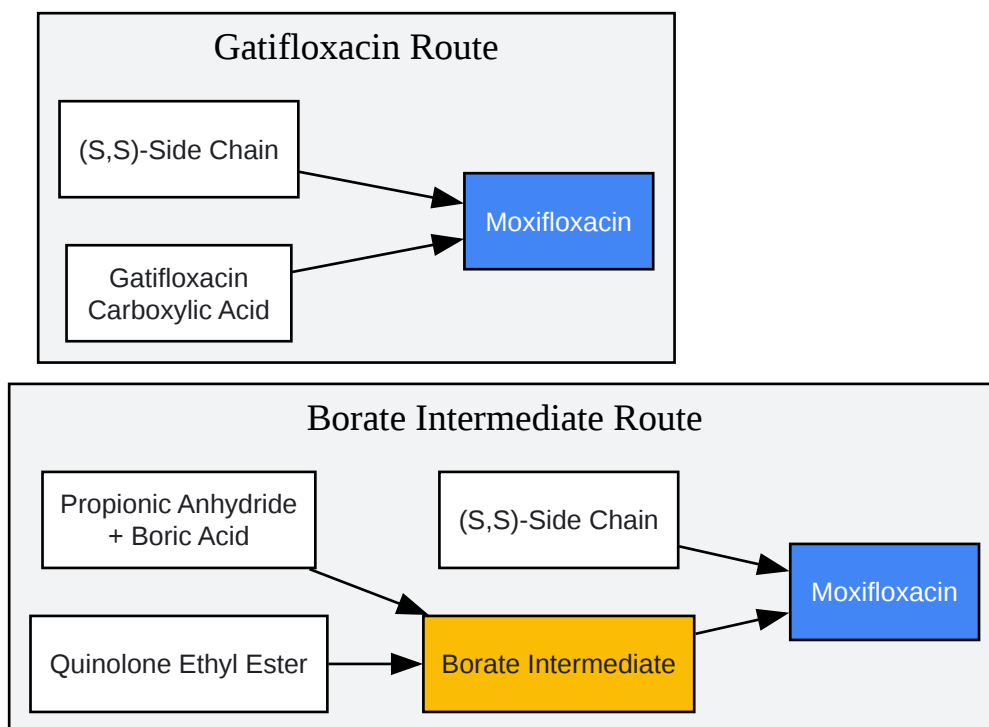 Gatifloxacin Route
(S,S)-Side Chain
Moxifloxacin
Gatifloxacin
Carboxylic Acid
Borate Intermediate Route
Propionic Anhydride
+ Boric Acid
(S,S)-Side Chain
Moxifloxacin
Quinolone Ethyl Ester
Borate Intermediate